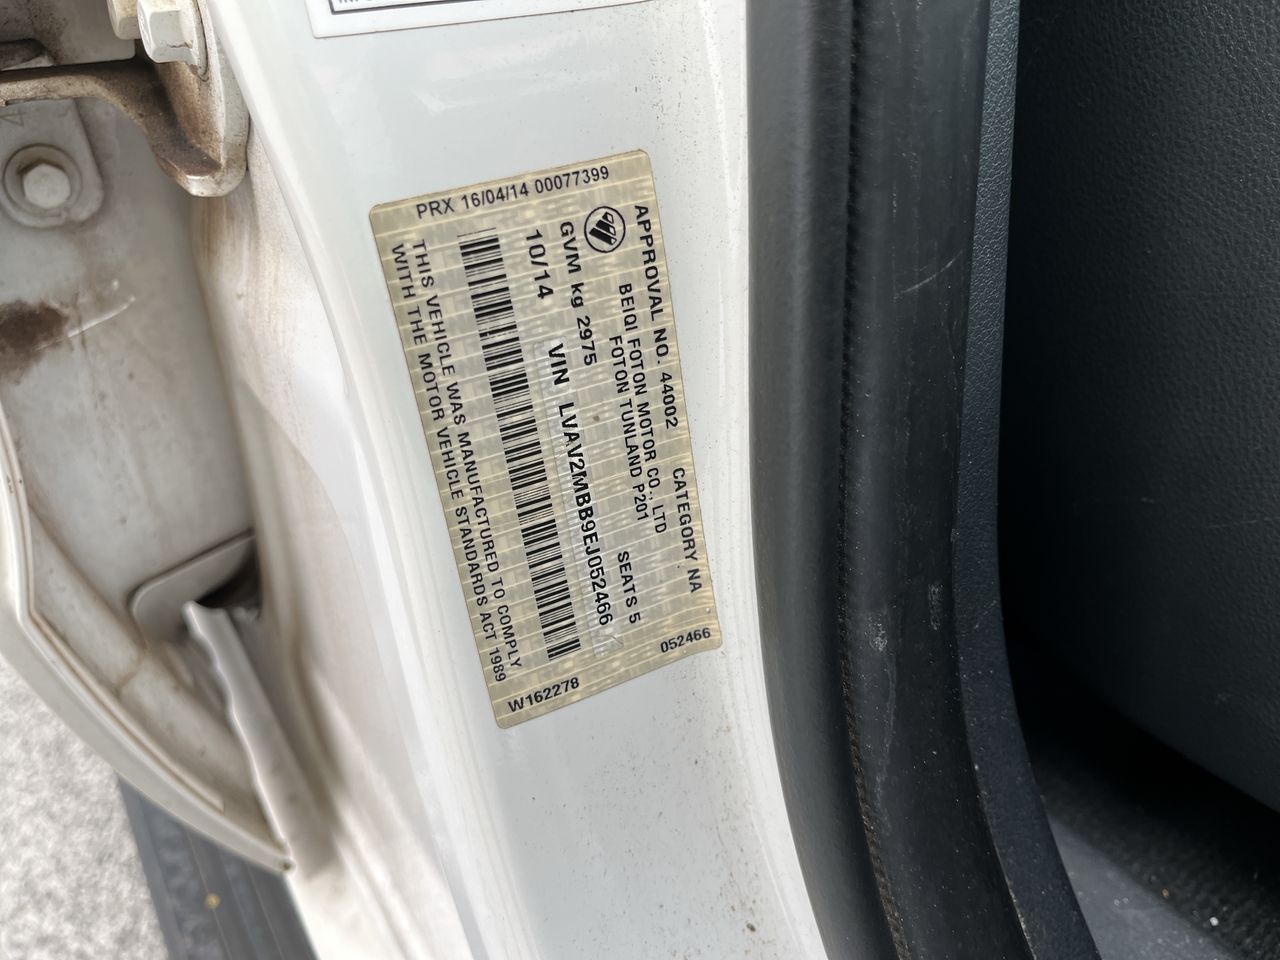 APPROVAL NO. 44002 CATEGORY NA
BEIQI FOTON MOTOR CO., LTD
FOTON TUNLAND P201
GVM kg 2975 SEATS 5
10/14 VIN LVAV2MBB9EJ052466
THIS VEHICLE WAS MANUFACTURED TO COMPLY
WITH THE MOTOR VEHICLE STANDARDS ACT 1989
PRX 16/04/14 00077399
W162278
052466